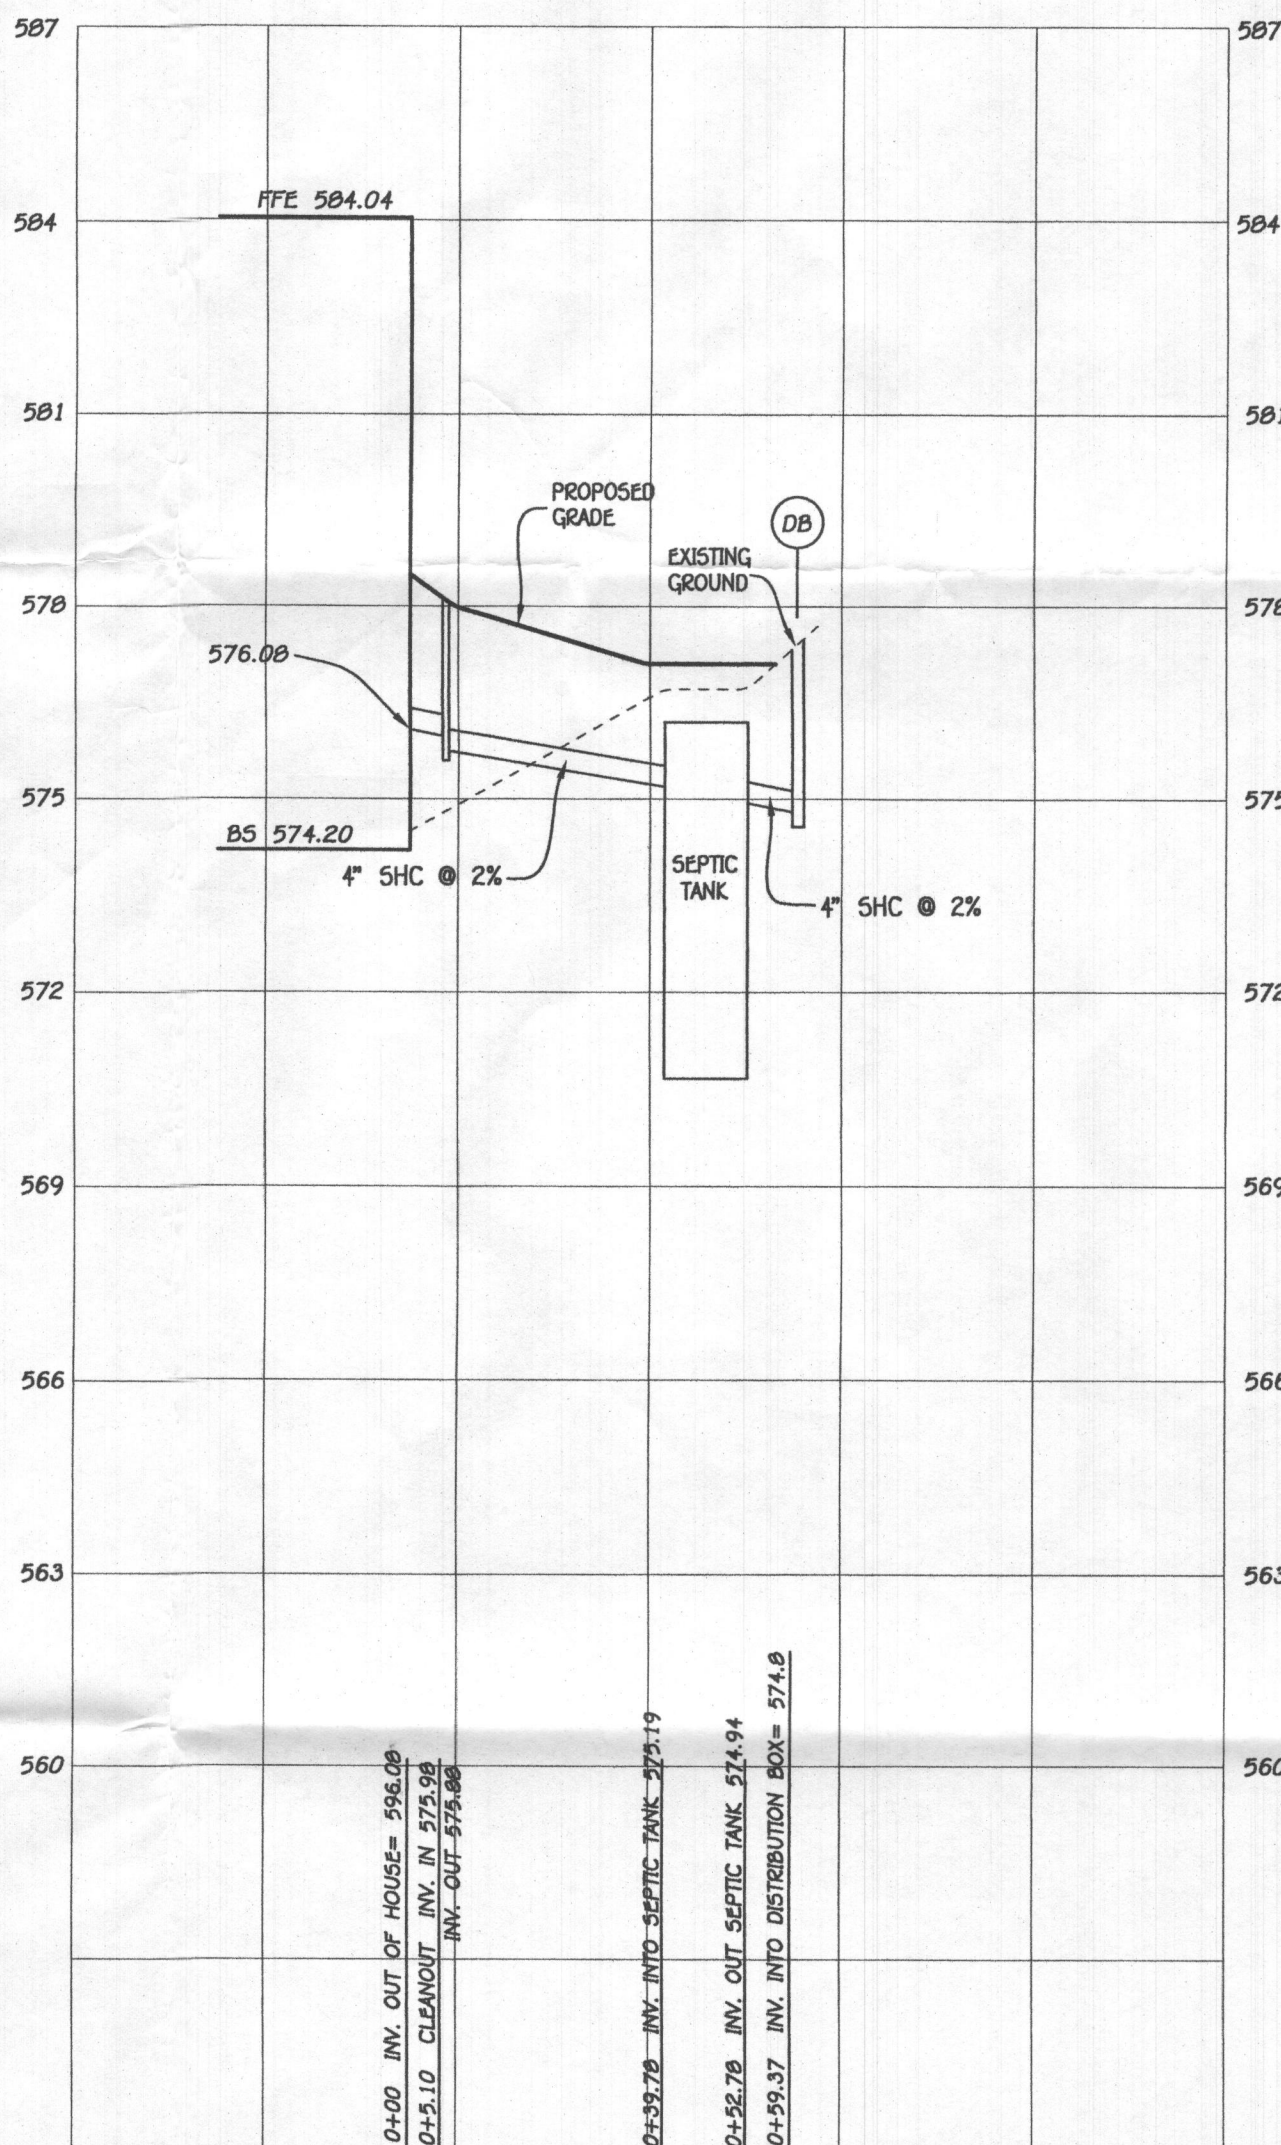 587
587
FFE 584.04
584
584
581
581
PROPOSED
GRADE
DB
EXISTING
GROUND
578
578
576.08
575
575
BS 574.20
4" SHC @ 2%
SEPTIC
TANK
4" SHC @ 2%
572
572
569
569
566
566
563
563
560
560
0+00 INV. OUT OF HOUSE= 596.08
0+5.10 CLEANOUT INV. IN 575.98
INV. OUT 575.88
0+39.78 INV. INTO SEPTIC TANK 575.19
0+52.78 INV. OUT SEPTIC TANK 574.94
0+59.37 INV. INTO DISTRIBUTION BOX= 574.8